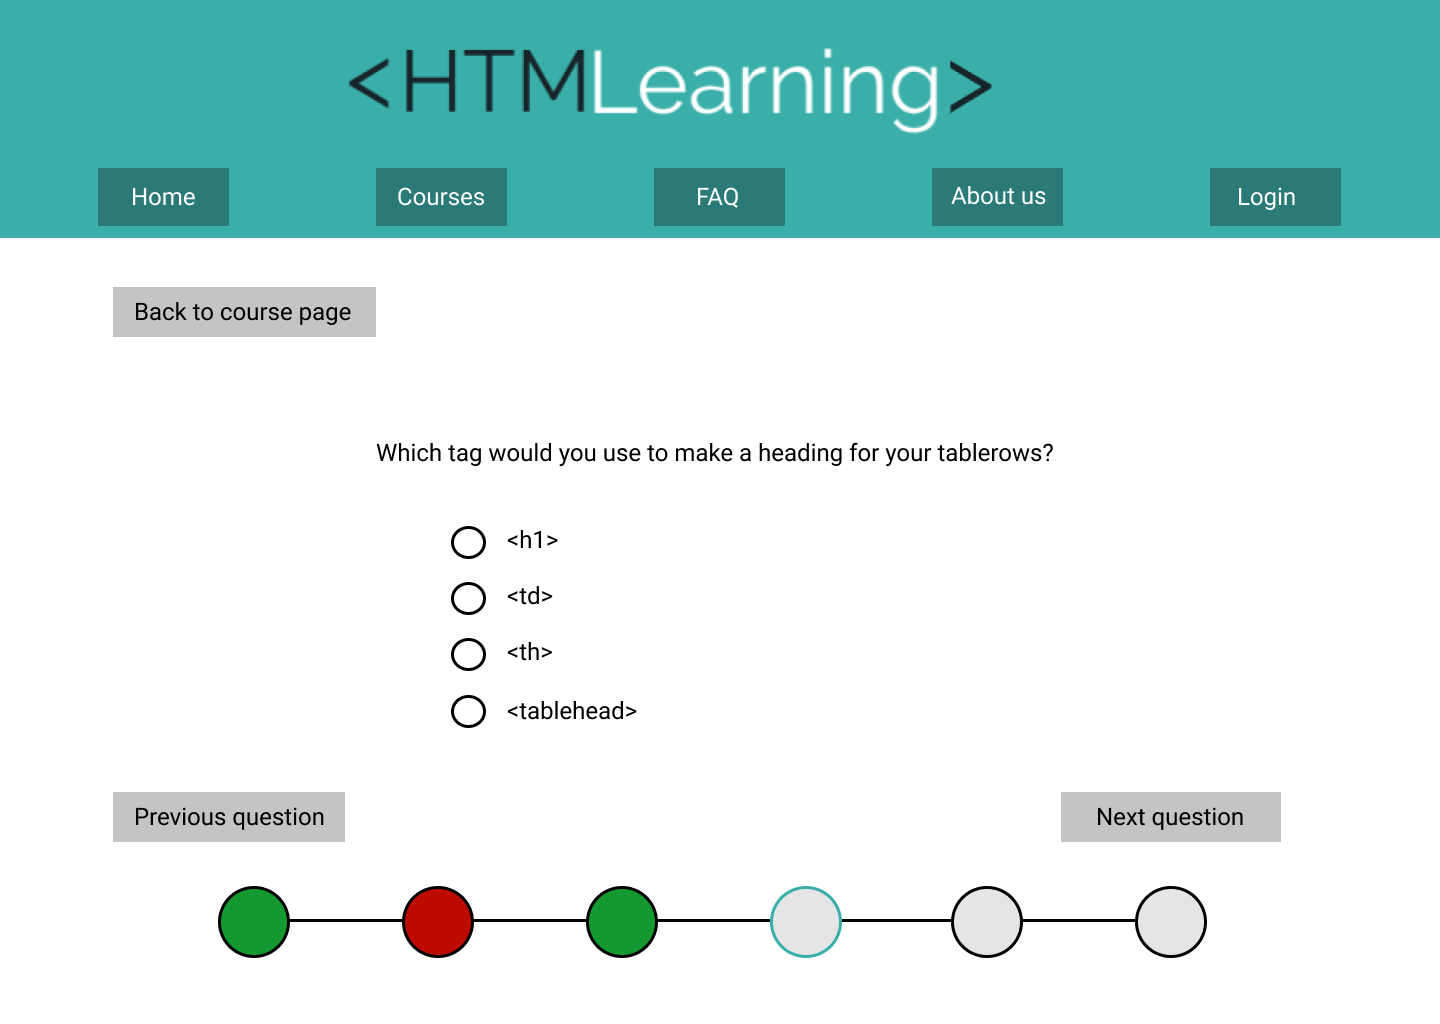 <HTMLearning>
Home
Courses
FAQ
About us
Login
Back to course page
Which tag would you use to make a heading for your tablerows?
<h1>
<td>
<th>
<tablehead>
Previous question
Next question